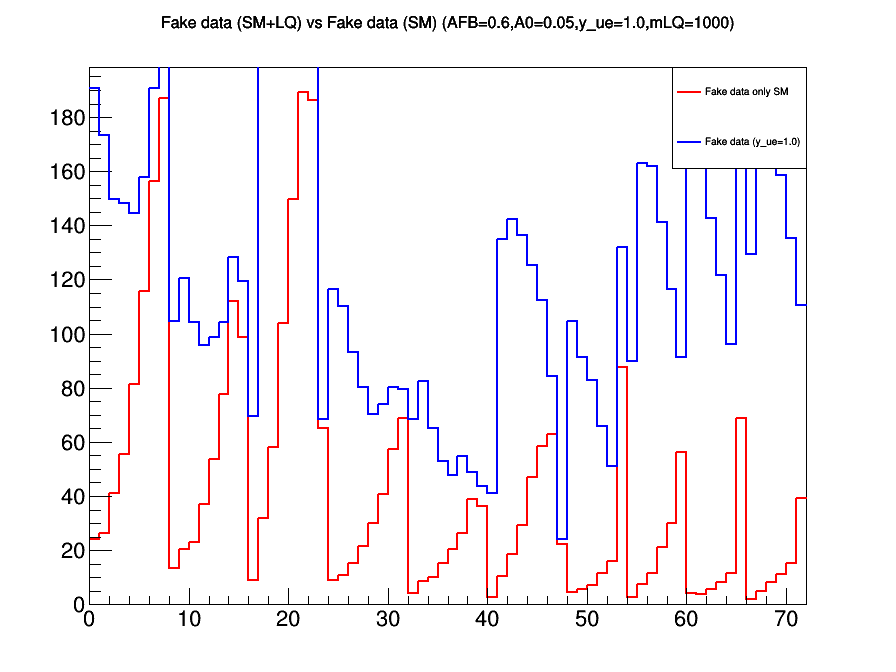 Fake data (SM+LQ) vs Fake data (SM) (AFB=0.6,A0=0.05,y_ue=1.0,mLQ=1000)
Fake data only SM
Fake data (y_ue=1.0)
180
160
140
120
100
80
60
40
20
0
0 10 20 30 40 50 60 70